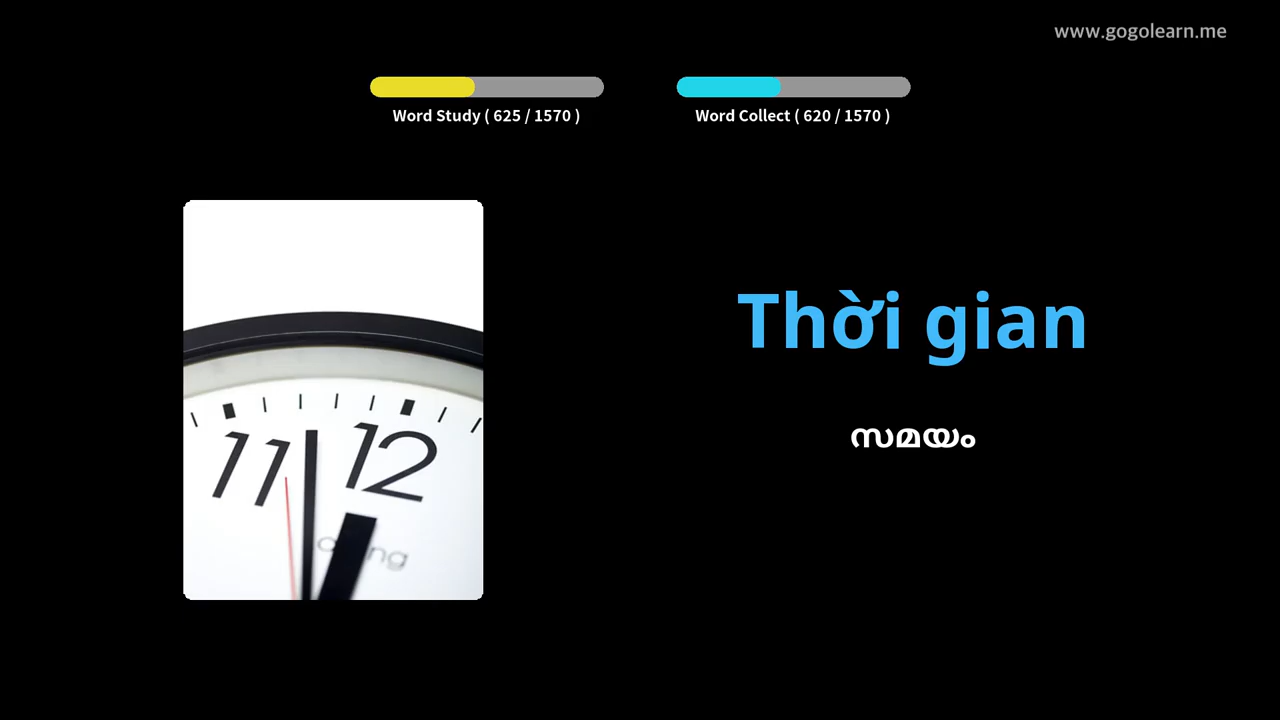 www.gogolearn.me
Word Study ( 625 / 1570 )
Word Collect ( 620 / 1570 )
Thời gian
സമയം
11 12